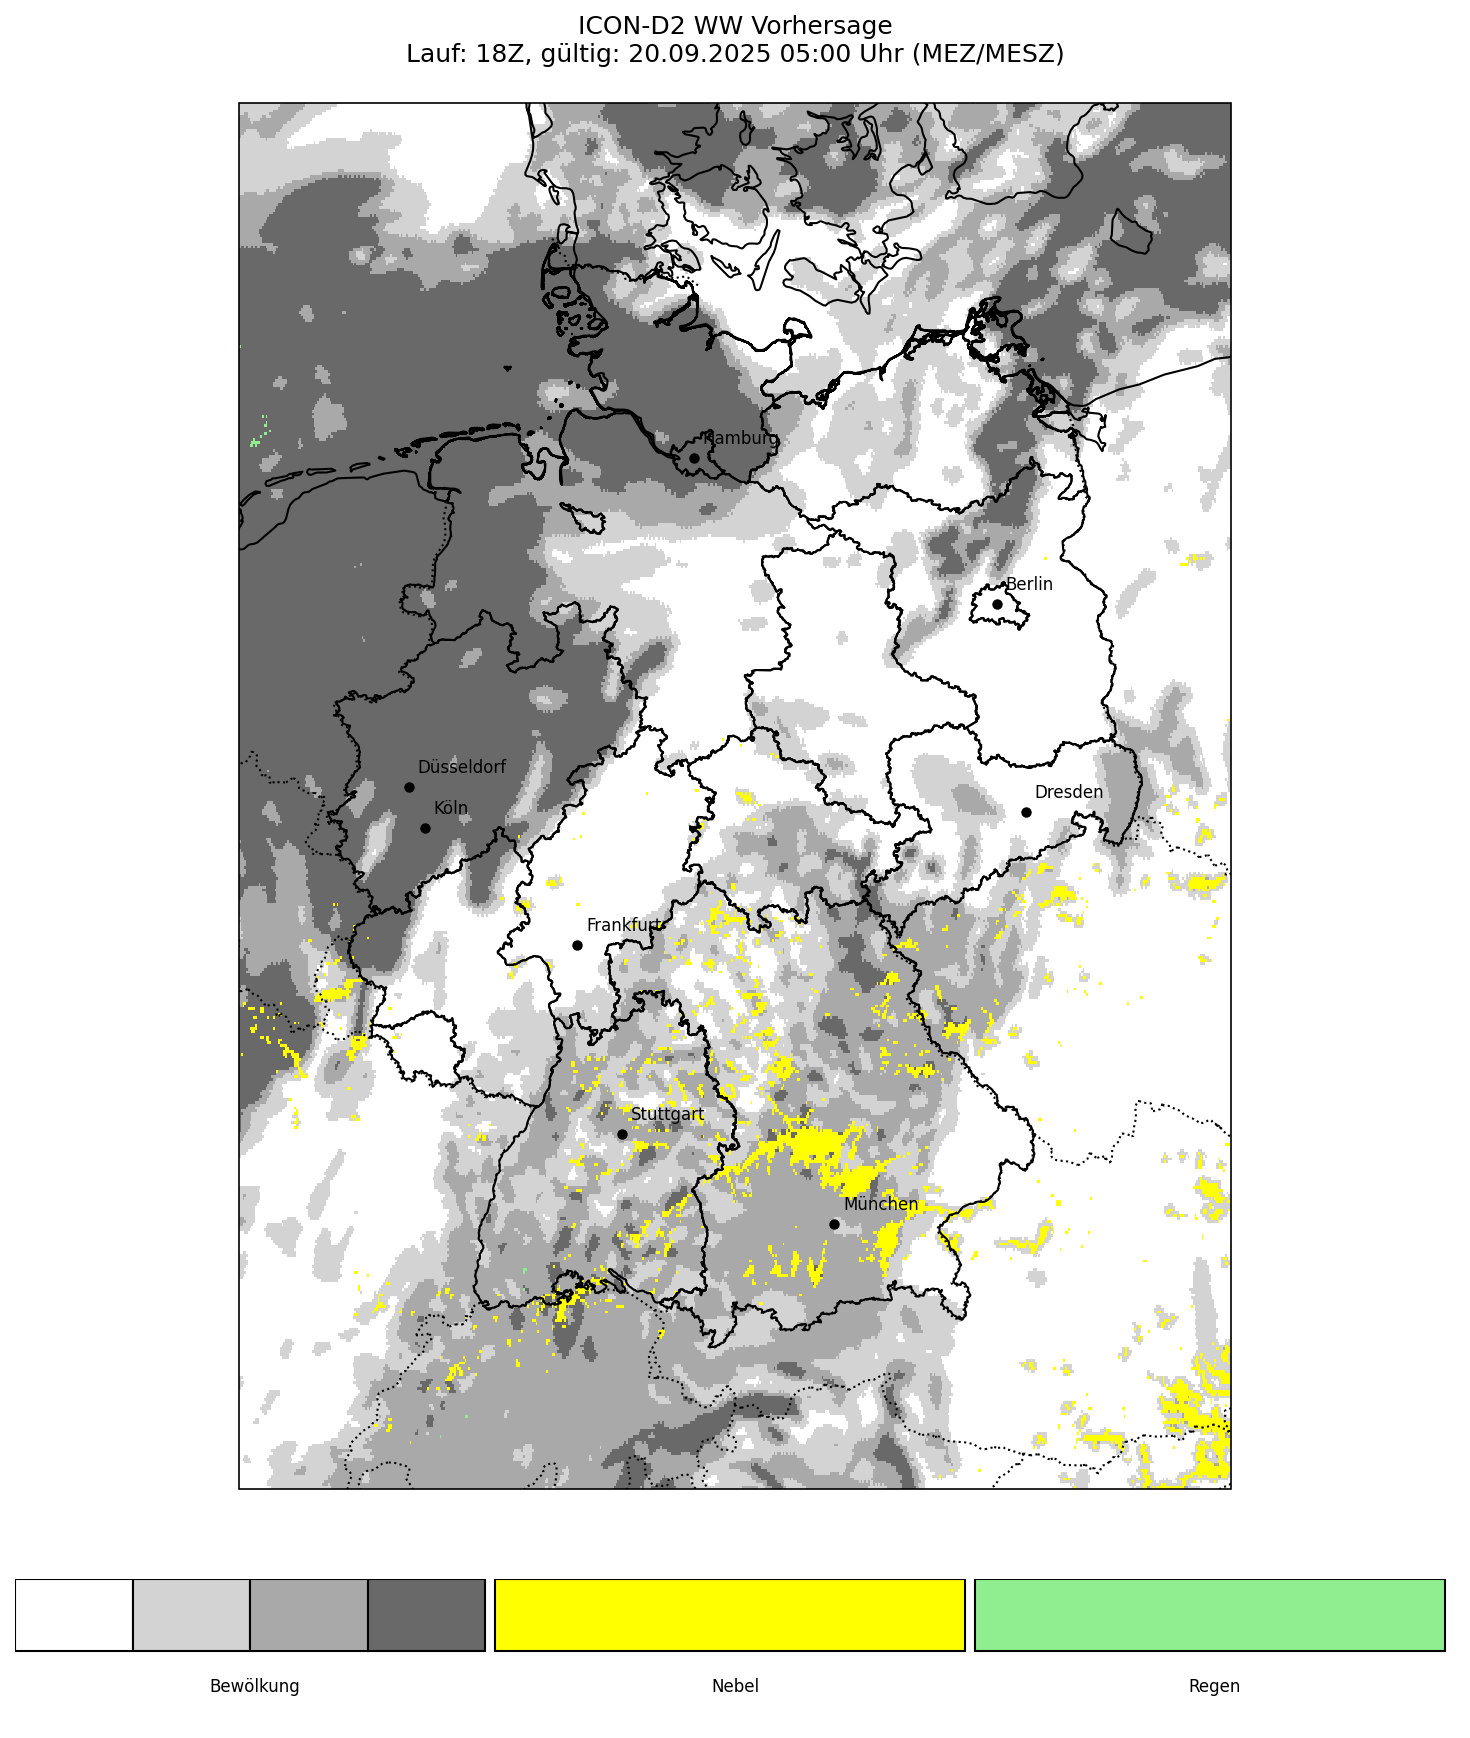 ICON-D2 WW Vorhersage
Lauf: 18Z, gültig: 20.09.2025 05:00 Uhr (MEZ/MESZ)
Hamburg
Berlin
Düsseldorf
Köln
Dresden
Frankfurt
Stuttgart
München
Bewölkung
Nebel
Regen